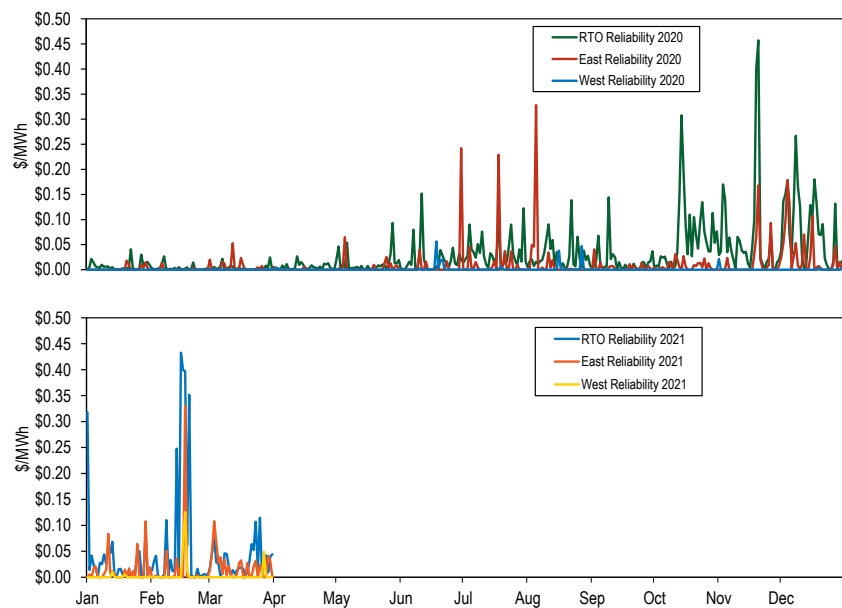 $0.50
$0.45
$0.40
$0.35
$0.30
$0.25
$0.20
$0.15
$0.10
$0.05
$0.00
$/MWh
RTO Reliability 2020
East Reliability 2020
West Reliability 2020
$0.50
$0.45
$0.40
$0.35
$0.30
$0.25
$0.20
$0.15
$0.10
$0.05
$0.00
$/MWh
RTO Reliability 2021
East Reliability 2021
West Reliability 2021
Jan Feb Mar Apr May Jun Jul Aug Sep Oct Nov Dec